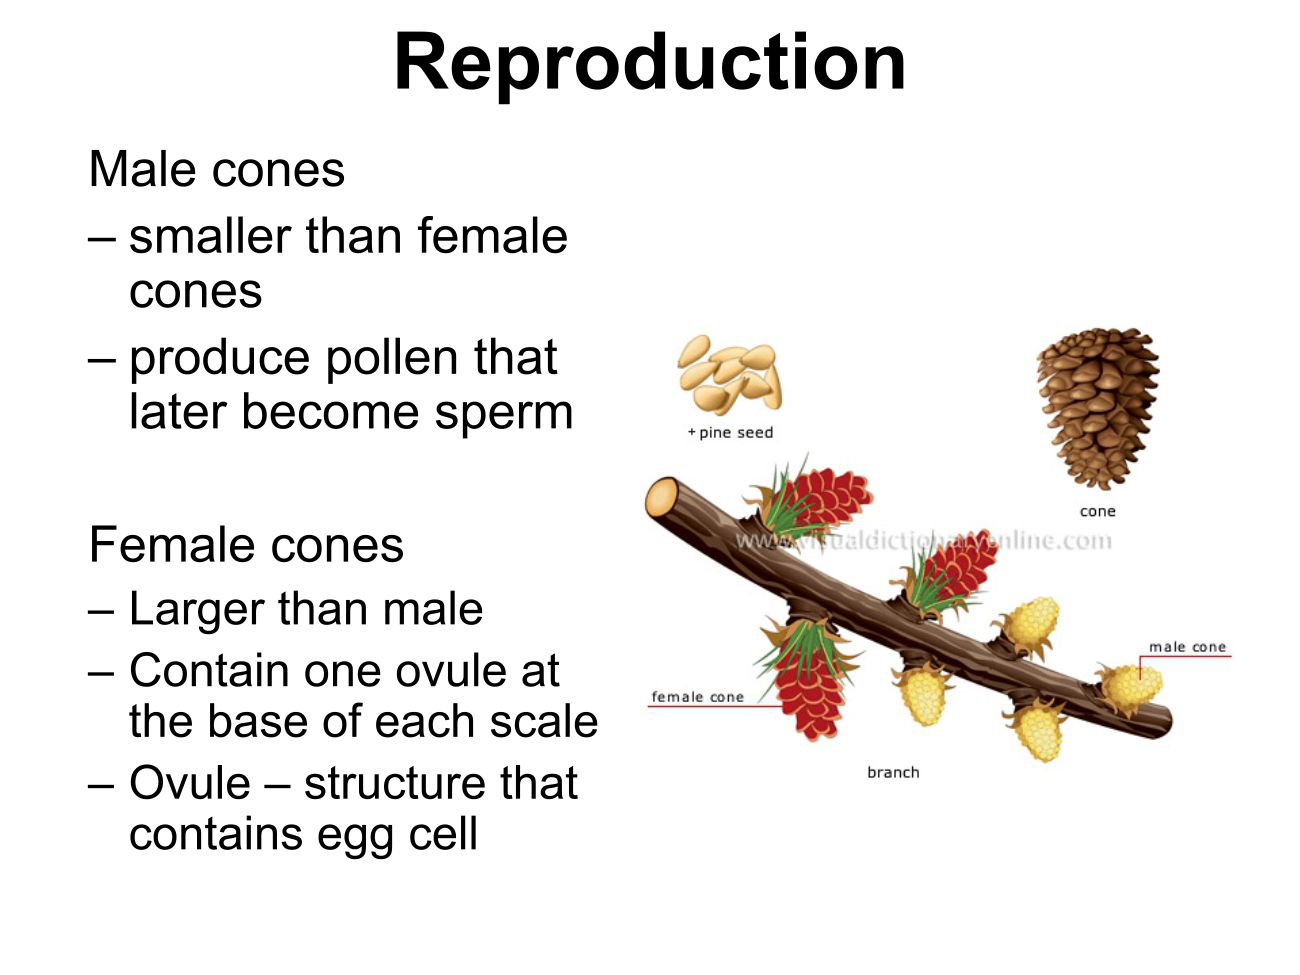 Reproduction
Male cones
– smaller than female
cones
– produce pollen that
later become sperm
Female cones
– Larger than male
– Contain one ovule at
the base of each scale
– Ovule – structure that
contains egg cell
+ pine seed
cone
www.visualdictionaryonline.com
male cone
female cone
branch